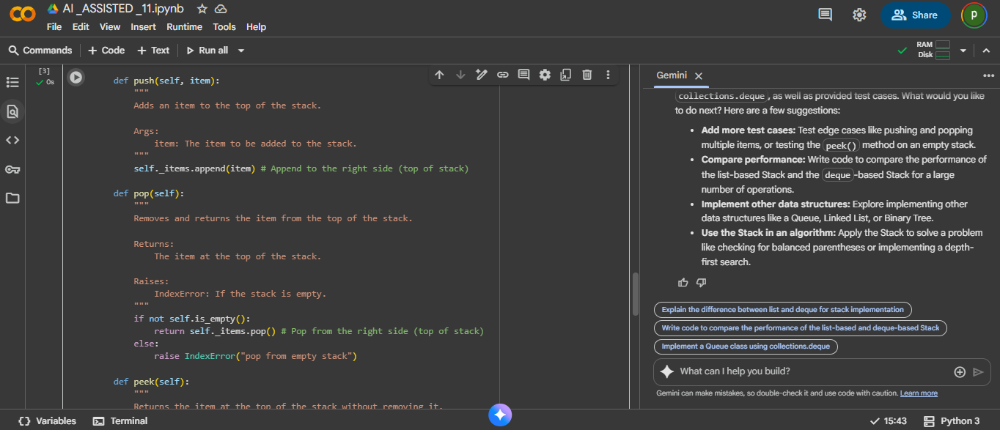 AI _ASSISTED _11.ipynb
File Edit View Insert Runtime Tools Help
Share
p
Commands + Code + Text Run all
RAM
Disk
[3]
0s
def push(self, item):
"""
Adds an item to the top of the stack.
Args:
item: The item to be added to the stack.
"""
self._items.append(item) # Append to the right side (top of stack)
def pop(self):
"""
Removes and returns the item from the top of the stack.
Returns:
The item at the top of the stack.
Raises:
IndexError: If the stack is empty.
"""
if not self.is_empty():
return self._items.pop() # Pop from the right side (top of stack)
else:
raise IndexError("pop from empty stack")
def peek(self):
"""
Returns the item at the top of the stack without removing it.
Gemini
collections.deque, as well as provided test cases. What would you like
to do next? Here are a few suggestions:
• Add more test cases: Test edge cases like pushing and popping
multiple items, or testing the peek() method on an empty stack.
• Compare performance: Write code to compare the performance of
the list-based Stack and the deque-based Stack for a large
number of operations.
• Implement other data structures: Explore implementing other
data structures like a Queue, Linked List, or Binary Tree.
• Use the Stack in an algorithm: Apply the Stack to solve a problem
like checking for balanced parentheses or implementing a depth-
first search.
Explain the difference between list and deque for stack implementation
Write code to compare the performance of the list-based and deque-based Stack
Implement a Queue class using collections.deque
What can I help you build?
Gemini can make mistakes, so double-check it and use code with caution. Learn more
Variables Terminal
15:43 Python 3